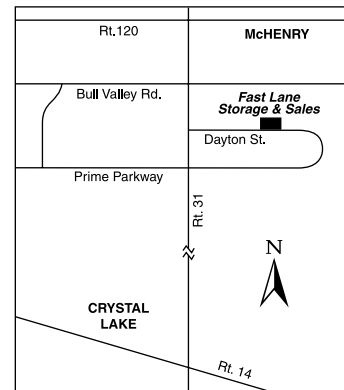 Rt.120
McHENRY
Bull Valley Rd.
Fast Lane
Storage & Sales
Dayton St.
Prime Parkway
Rt. 31
N
CRYSTAL
LAKE
Rt. 14